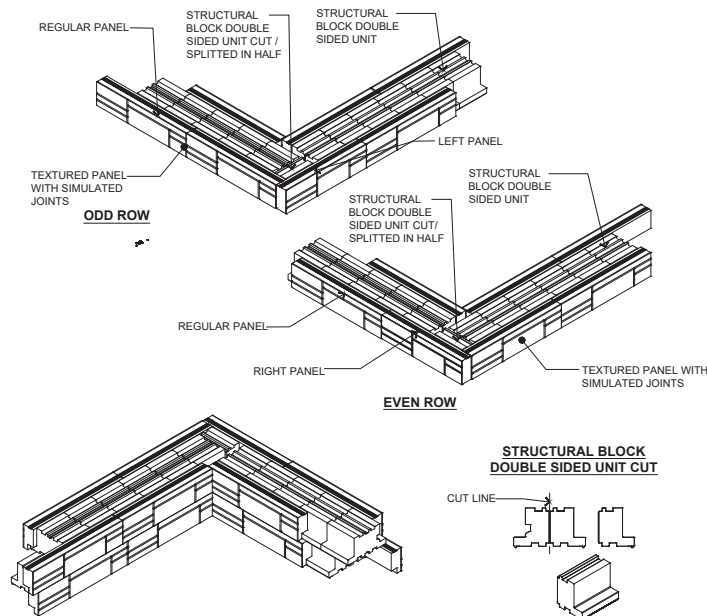 REGULAR PANEL
STRUCTURAL
BLOCK DOUBLE
SIDED UNIT CUT /
SPLITTED IN HALF
STRUCTURAL
BLOCK DOUBLE
SIDED UNIT
LEFT PANEL
TEXTURED PANEL
WITH SIMULATED
JOINTS
ODD ROW
STRUCTURAL
BLOCK DOUBLE
SIDED UNIT CUT/
SPLITTED IN HALF
STRUCTURAL
BLOCK DOUBLE
SIDED UNIT
REGULAR PANEL
RIGHT PANEL
TEXTURED PANEL WITH
SIMULATED JOINTS
EVEN ROW
STRUCTURAL BLOCK
DOUBLE SIDED UNIT CUT
CUT LINE